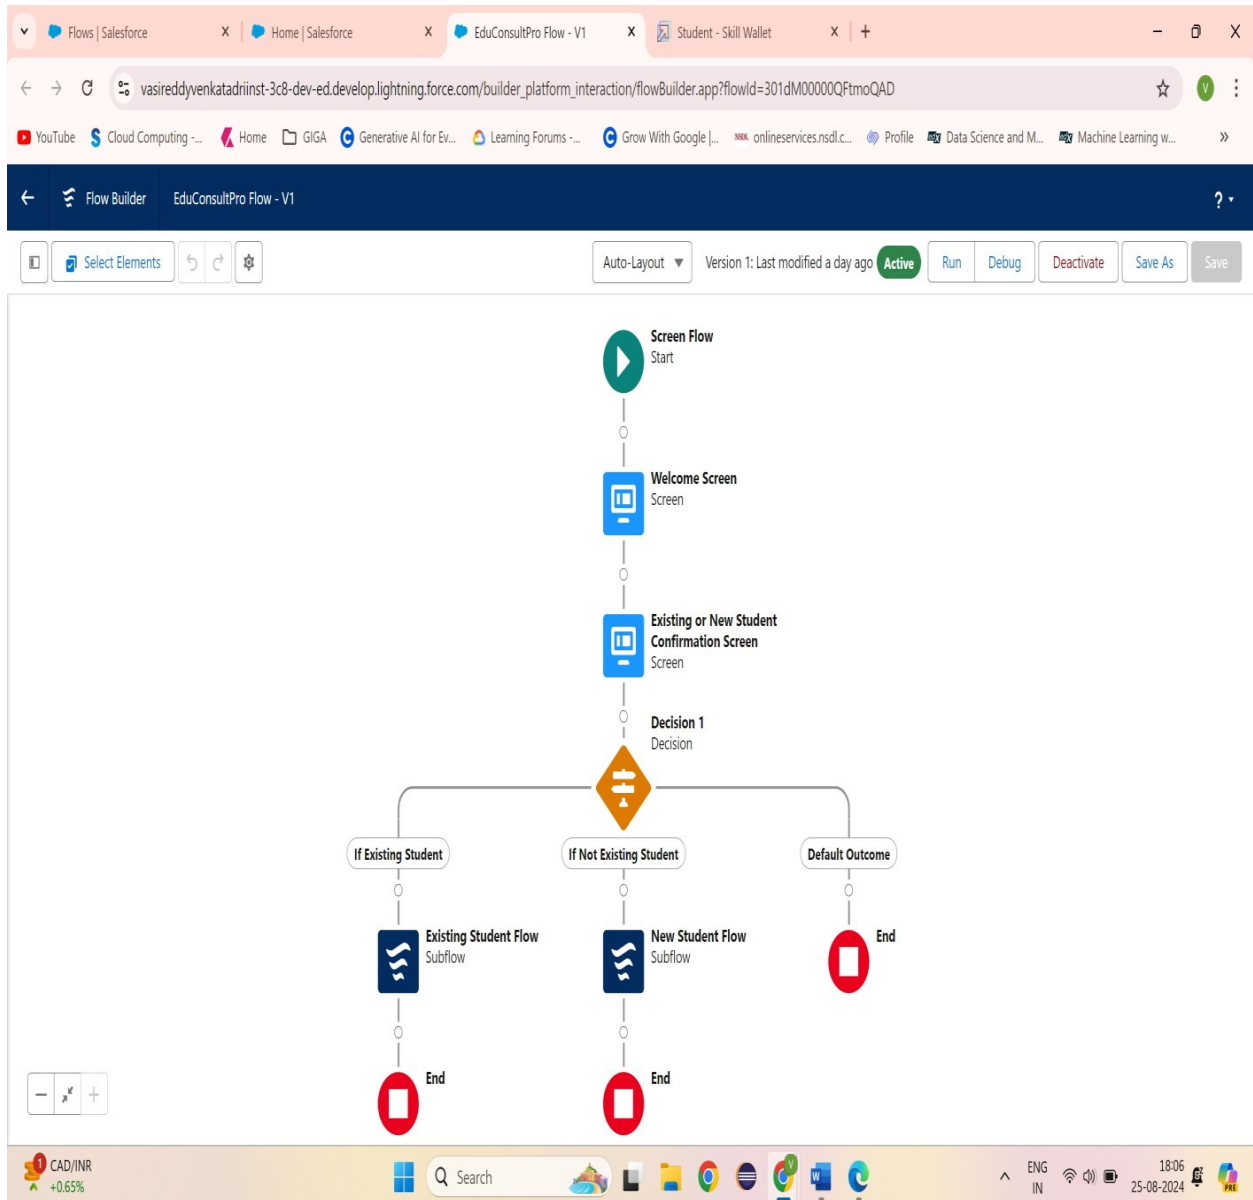 Flows | Salesforce
Home | Salesforce
EduConsultPro Flow - V1
Student - Skill Wallet
vasireddyvenkatadriinst-3c8-dev-ed.develop.lightning.force.com/builder_platform_interaction/flowBuilder.app?flowId=301dM00000QFtmoQAD
V
YouTube
Cloud Computing -...
Home
GIGA
Generative AI for Ev...
Learning Forums -...
Grow With Google |...
onlineservices.nsdl.c...
Profile
Data Science and M...
Machine Learning w...
Flow Builder
EduConsultPro Flow - V1
?
Select Elements
Auto-Layout
Version 1: Last modified a day ago
Active
Run
Debug
Deactivate
Save As
Save
Screen Flow
Start
Welcome Screen
Screen
Existing or New Student
Confirmation Screen
Screen
Decision 1
Decision
If Existing Student
If Not Existing Student
Default Outcome
Existing Student Flow
Subflow
New Student Flow
Subflow
End
End
End
1
CAD/INR
+0.65%
Search
ENG
IN
18:06
25-08-2024
PRE